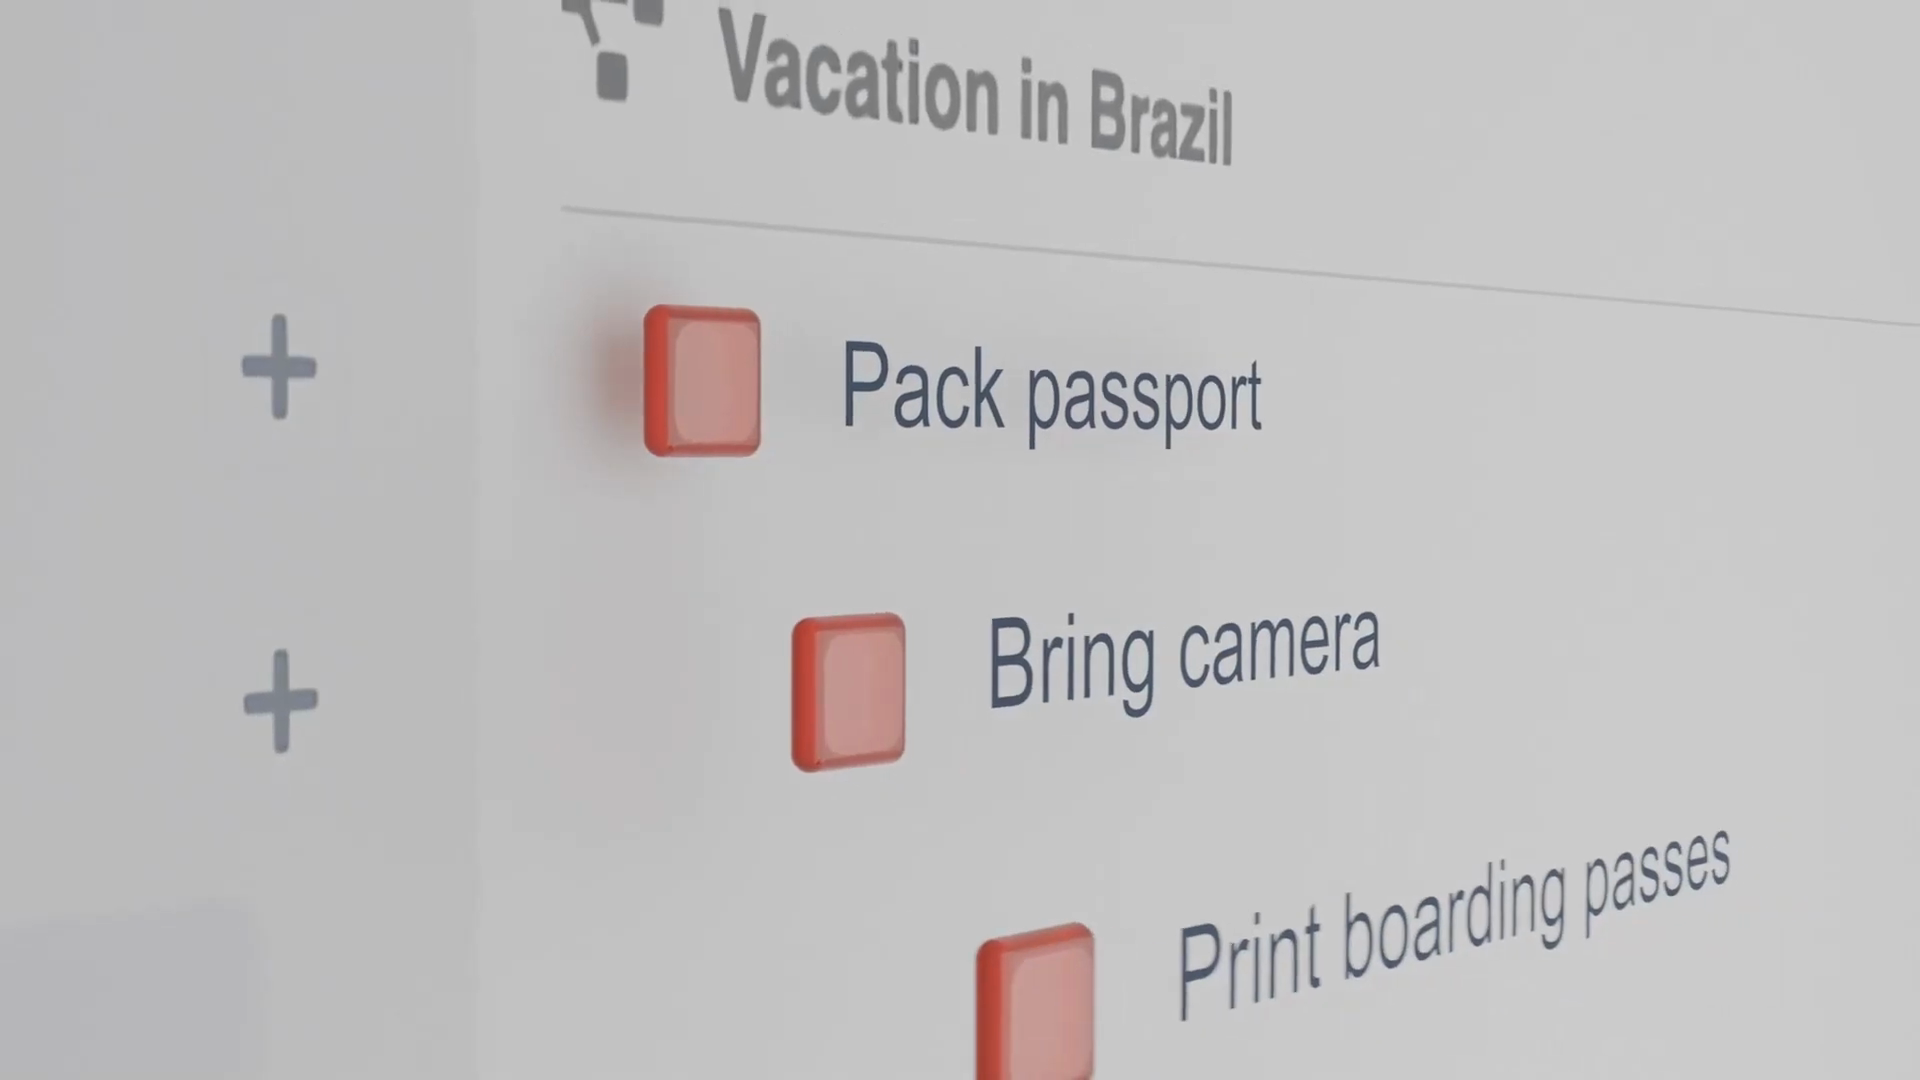 Vacation in Brazil
Pack passport
Bring camera
Print boarding passes